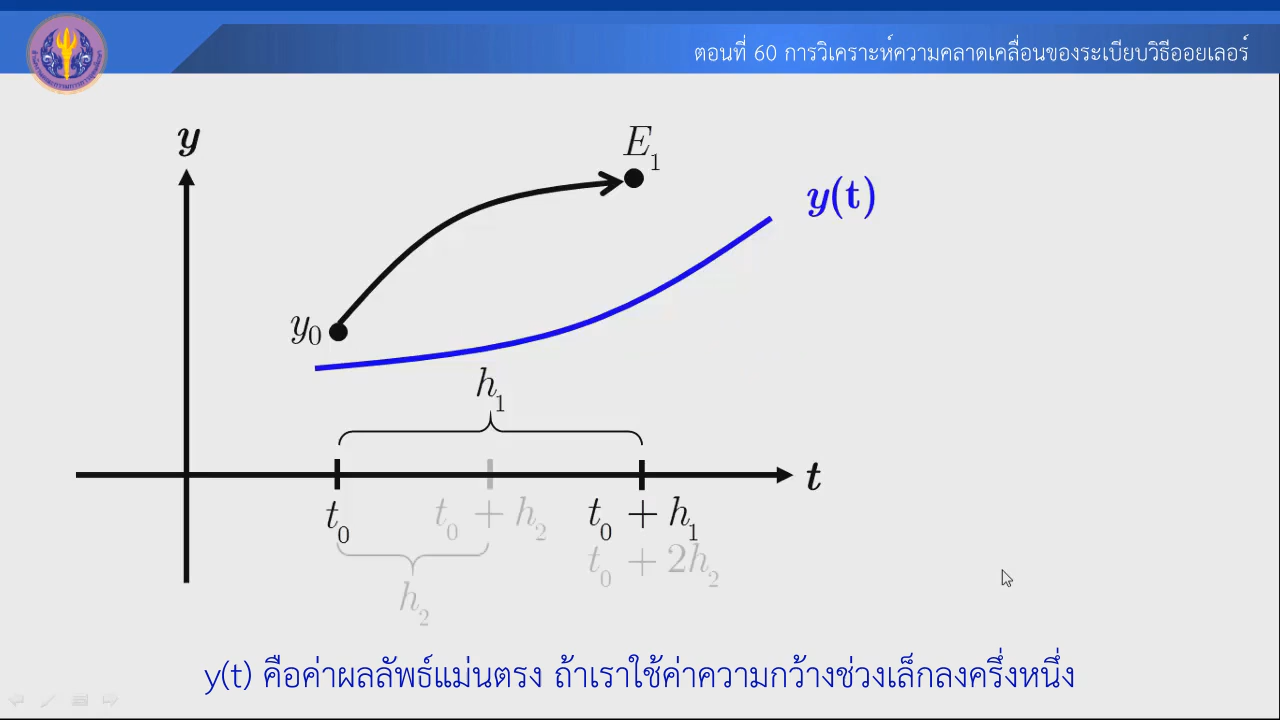 ตอนที่ 60 การวิเคราะห์ความคลาดเคลื่อนของระเบียบวิธีออยเลอร์
y
E₁
y(t)
y₀
h₁
t
t₀
t₀ + h₂
t₀ + h₁
t₀ + 2h₂
h₂
y(t) คือค่าผลลัพธ์แม่นตรง ถ้าเราใช้ค่าความกว้างช่วงเล็กลงครึ่งหนึ่ง